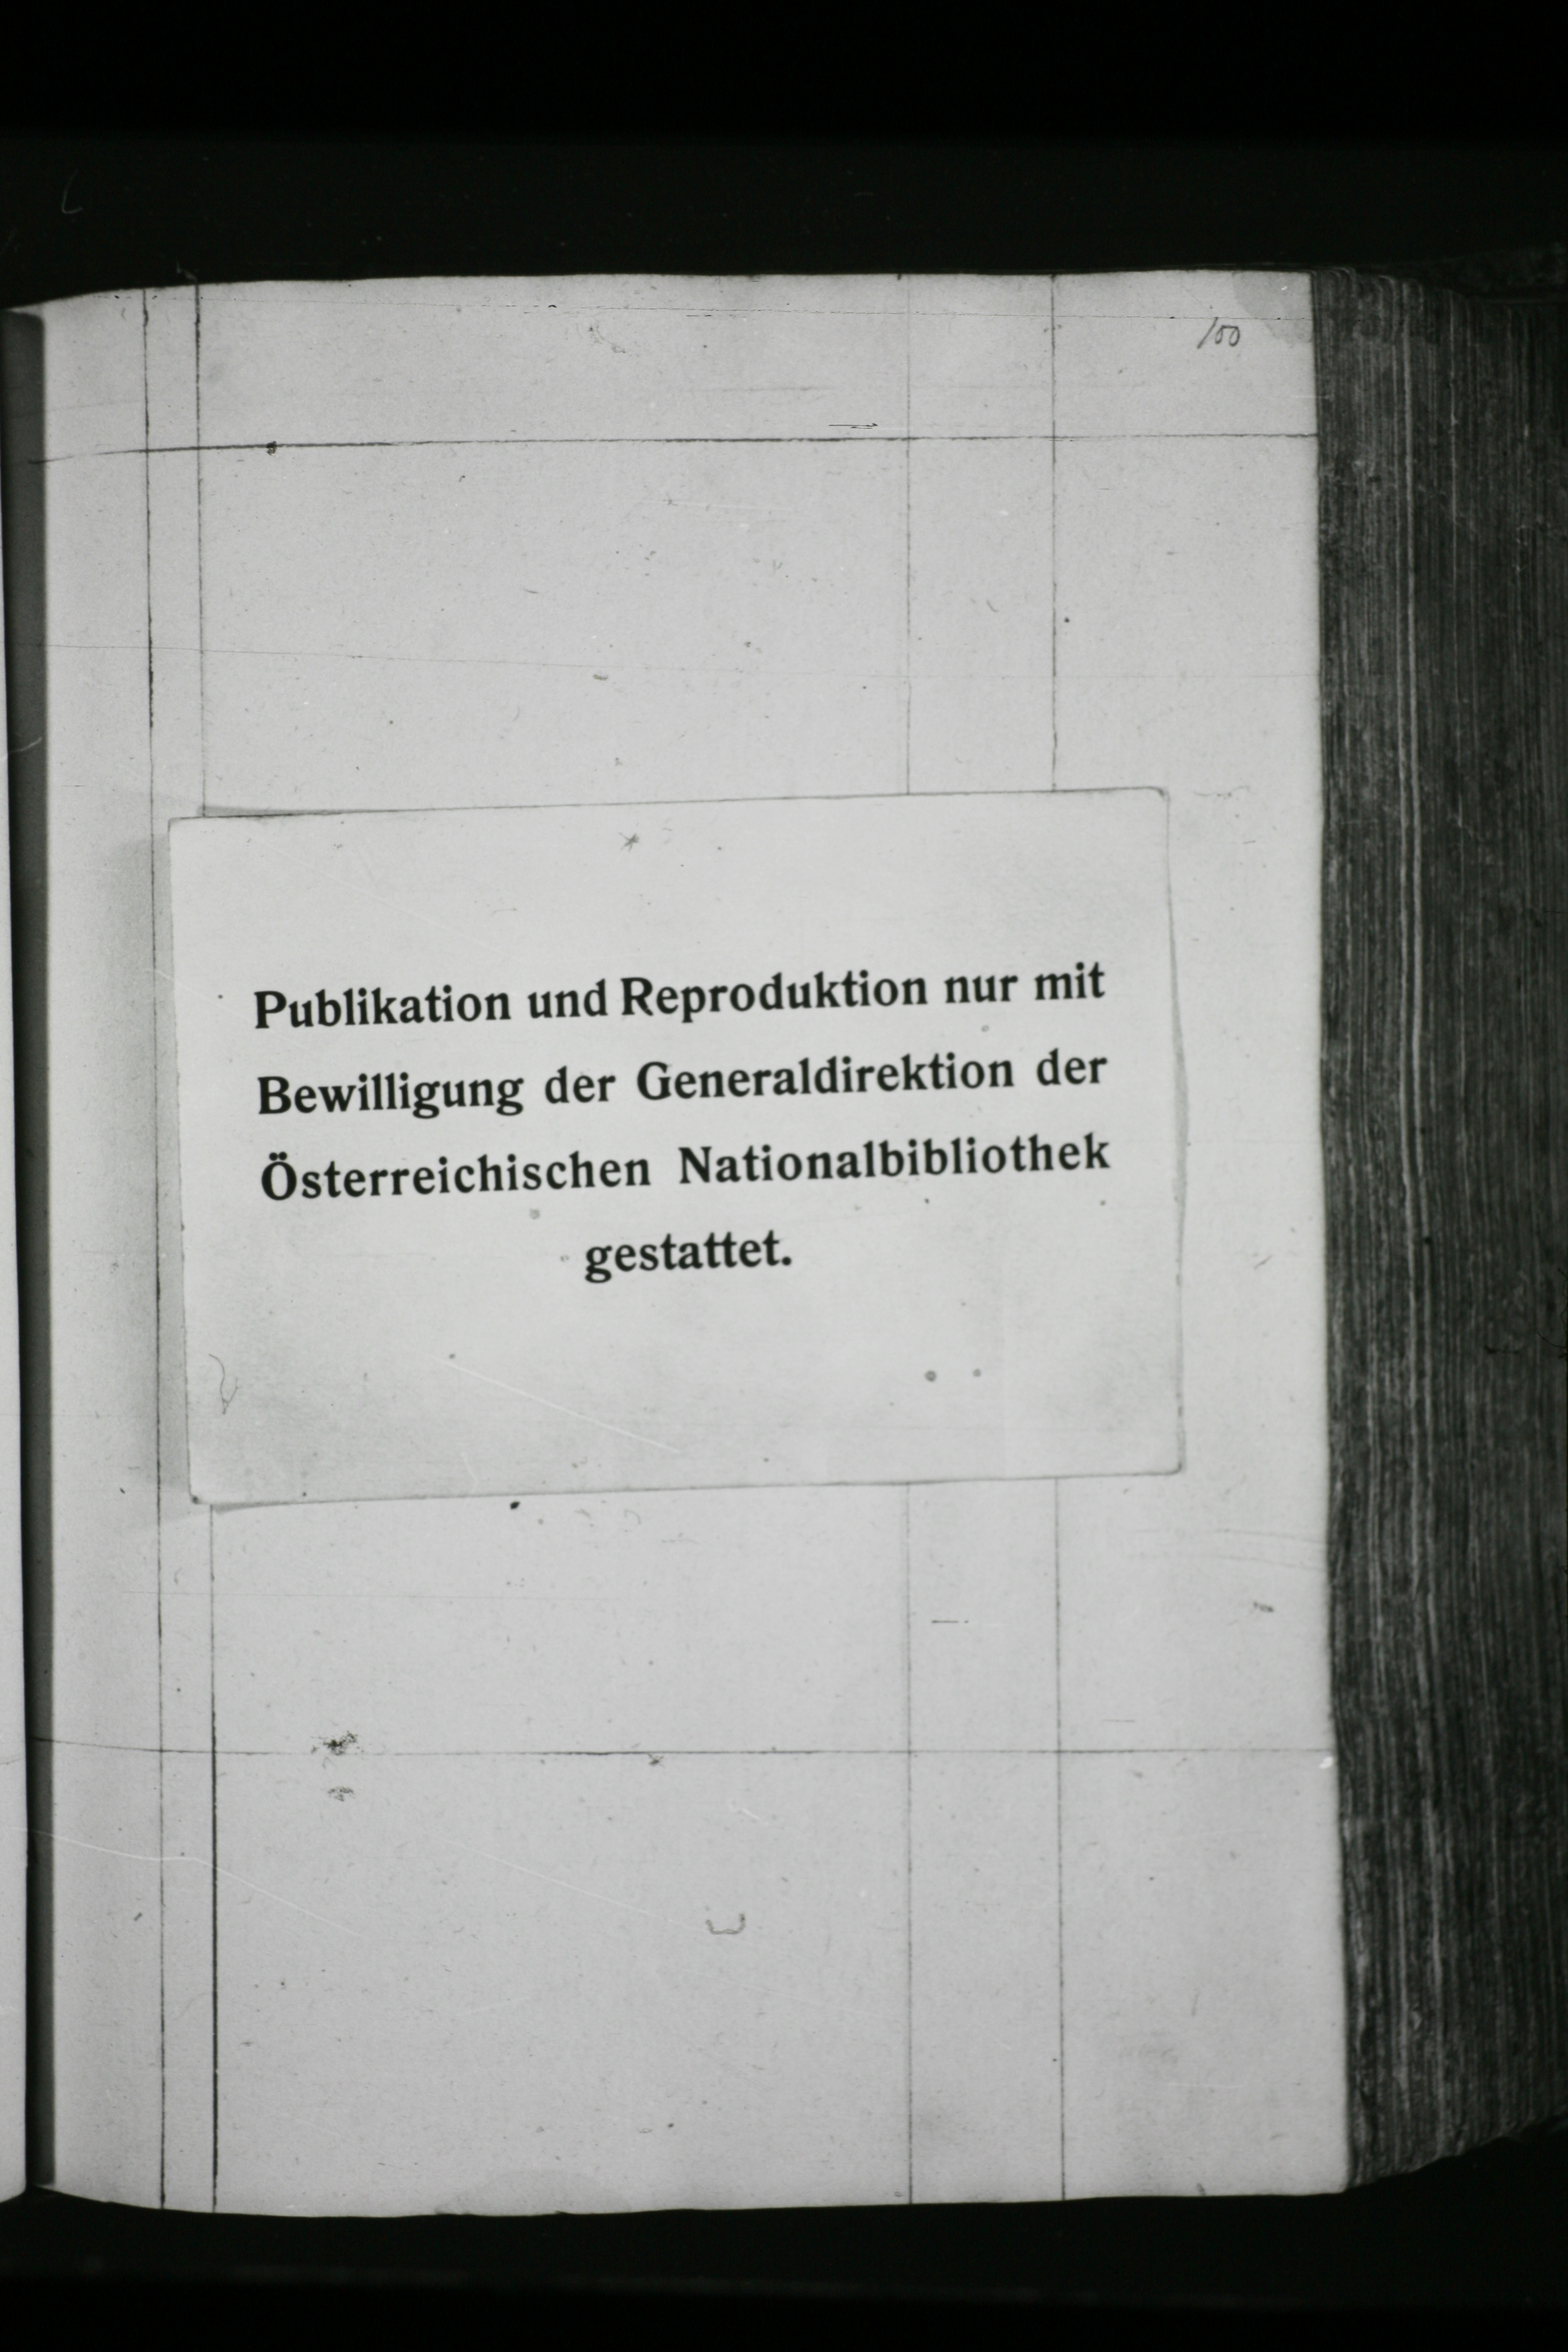 100
Publikation und Reproduktion nur mit
Bewilligung der Generaldirektion der
Österreichischen Nationalbibliothek
gestattet.